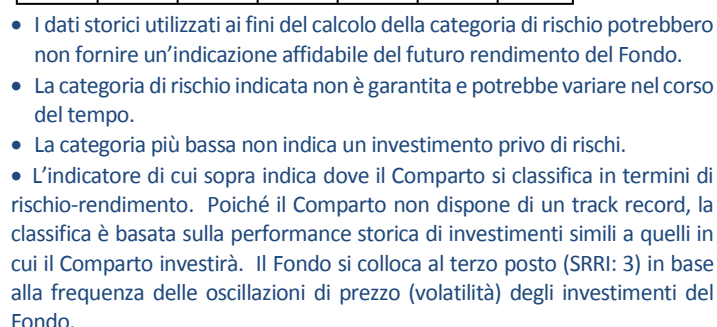 • I dati storici utilizzati ai fini del calcolo della categoria di rischio potrebbero
non fornire un'indicazione affidabile del futuro rendimento del Fondo.
• La categoria di rischio indicata non è garantita e potrebbe variare nel corso
del tempo.
• La categoria più bassa non indica un investimento privo di rischi.
• L'indicatore di cui sopra indica dove il Comparto si classifica in termini di
rischio-rendimento. Poiché il Comparto non dispone di un track record, la
classifica è basata sulla performance storica di investimenti simili a quelli in
cui il Comparto investirà. Il Fondo si colloca al terzo posto (SRRI: 3) in base
alla frequenza delle oscillazioni di prezzo (volatilità) degli investimenti del
Fondo.